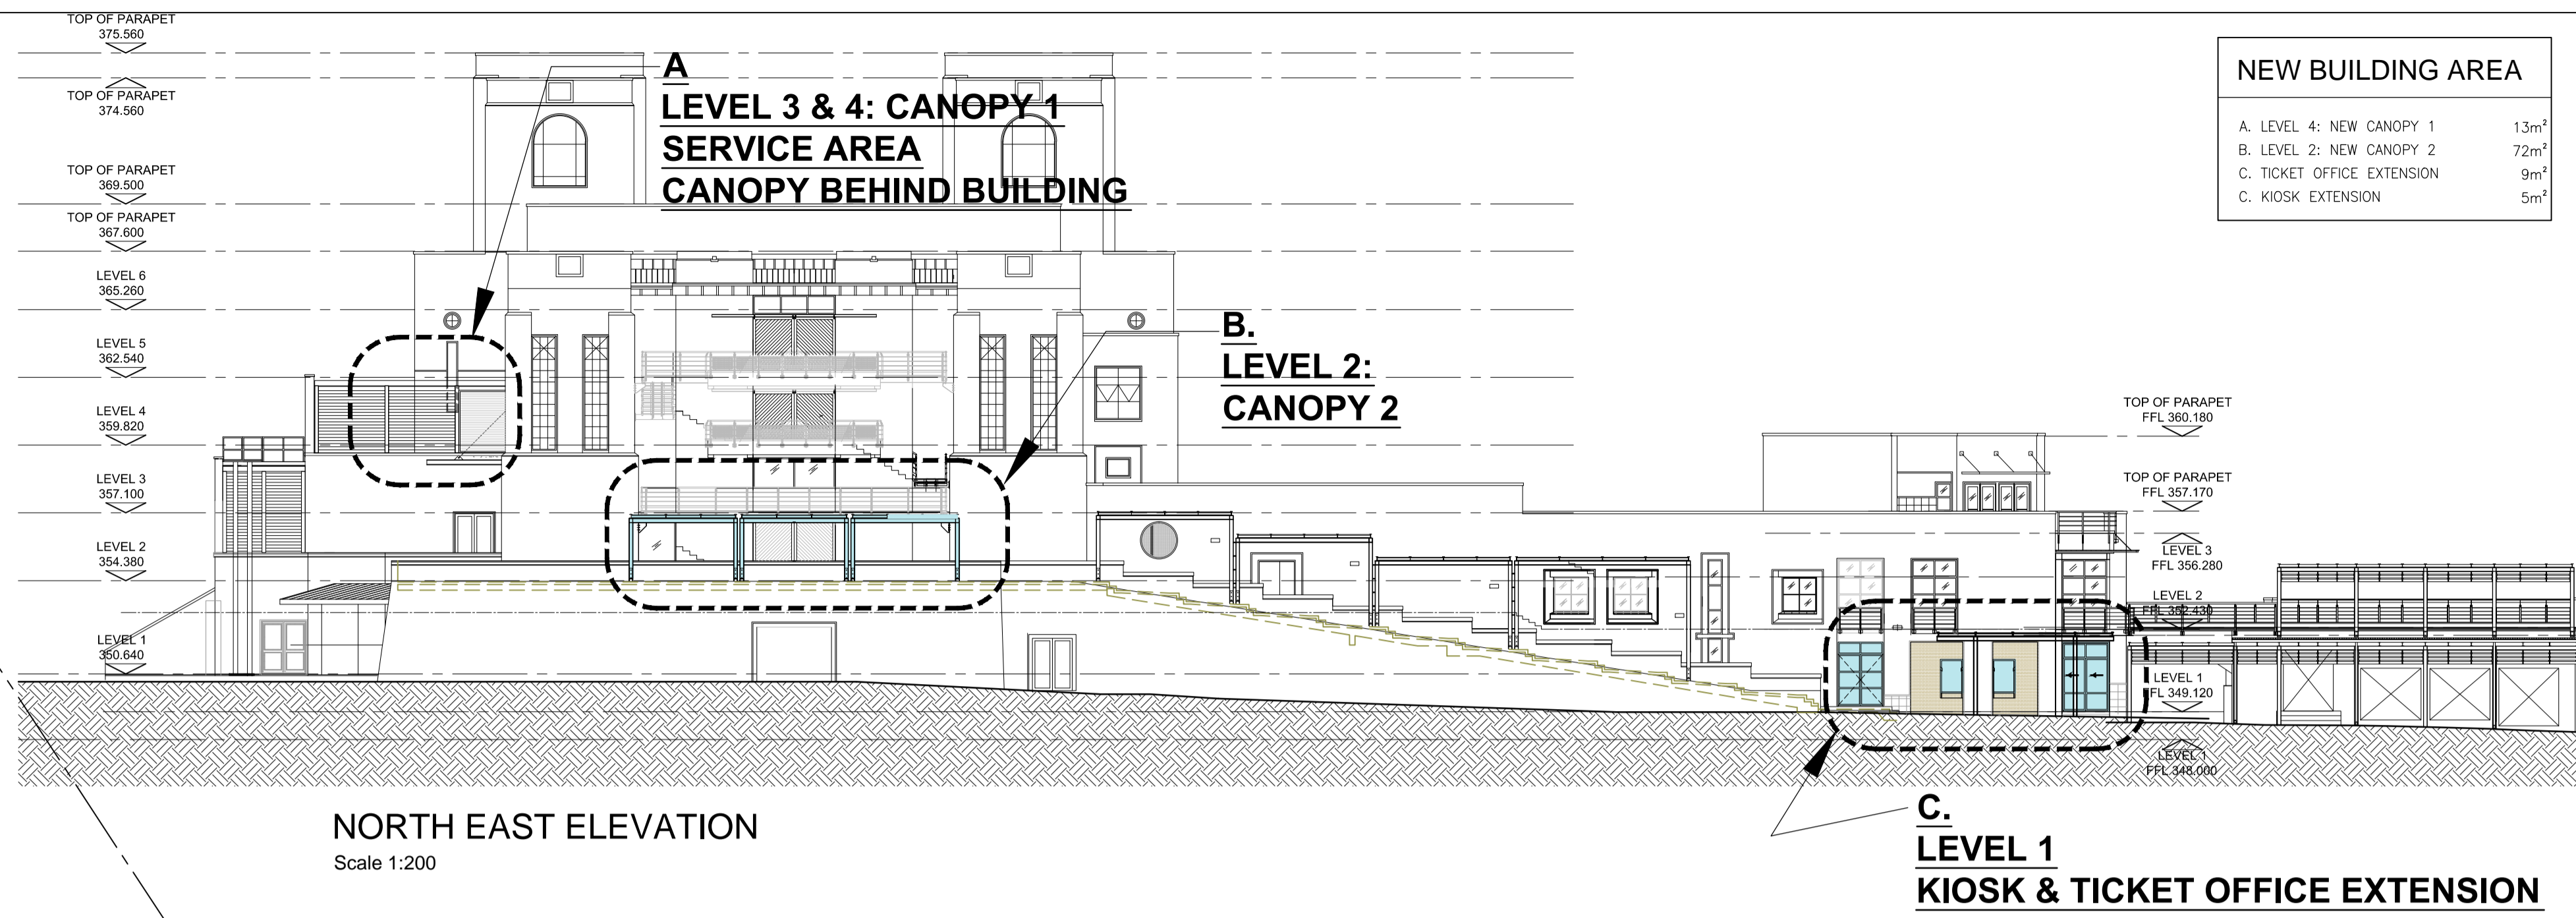 TOP OF PARAPET
375.560
TOP OF PARAPET
374.560
TOP OF PARAPET
369.500
TOP OF PARAPET
367.600
LEVEL 6
365.260
LEVEL 5
362.540
LEVEL 4
359.820
LEVEL 3
357.100
LEVEL 2
354.380
LEVEL 1
350.640
A
LEVEL 3 & 4: CANOPY 1
SERVICE AREA
CANOPY BEHIND BUILDING
B.
LEVEL 2:
CANOPY 2
NEW BUILDING AREA
A. LEVEL 4: NEW CANOPY 1 13m²
B. LEVEL 2: NEW CANOPY 2 72m²
C. TICKET OFFICE EXTENSION 9m²
C. KIOSK EXTENSION 5m²
TOP OF PARAPET
FFL 360.180
TOP OF PARAPET
FFL 357.170
LEVEL 3
FFL 356.280
LEVEL 2
FFL 352.430
LEVEL 1
FFL 349.120
LEVEL 1
FFL 348.000
NORTH EAST ELEVATION
Scale 1:200
C.
LEVEL 1
KIOSK & TICKET OFFICE EXTENSION